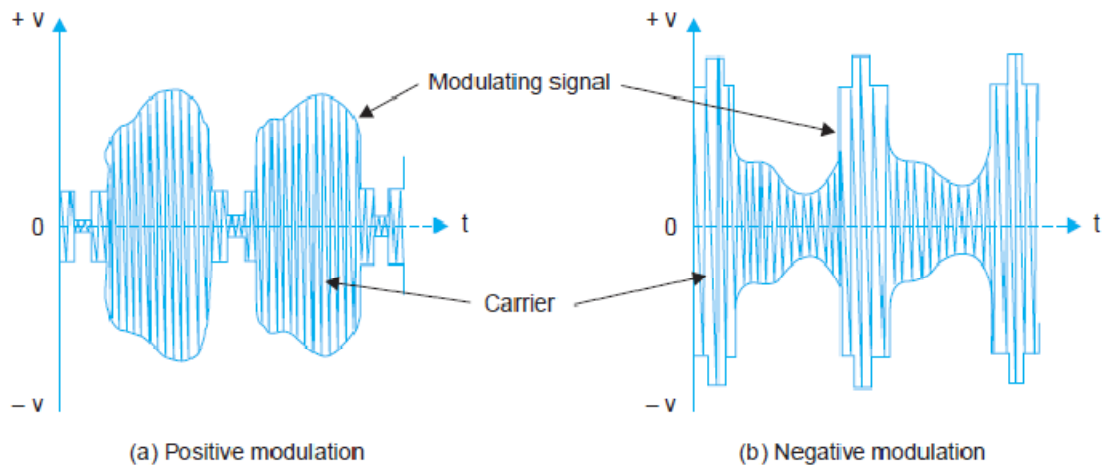 + V
+ V
Modulating signal
0
t
0
t
Carrier
– V
– V
(a) Positive modulation
(b) Negative modulation